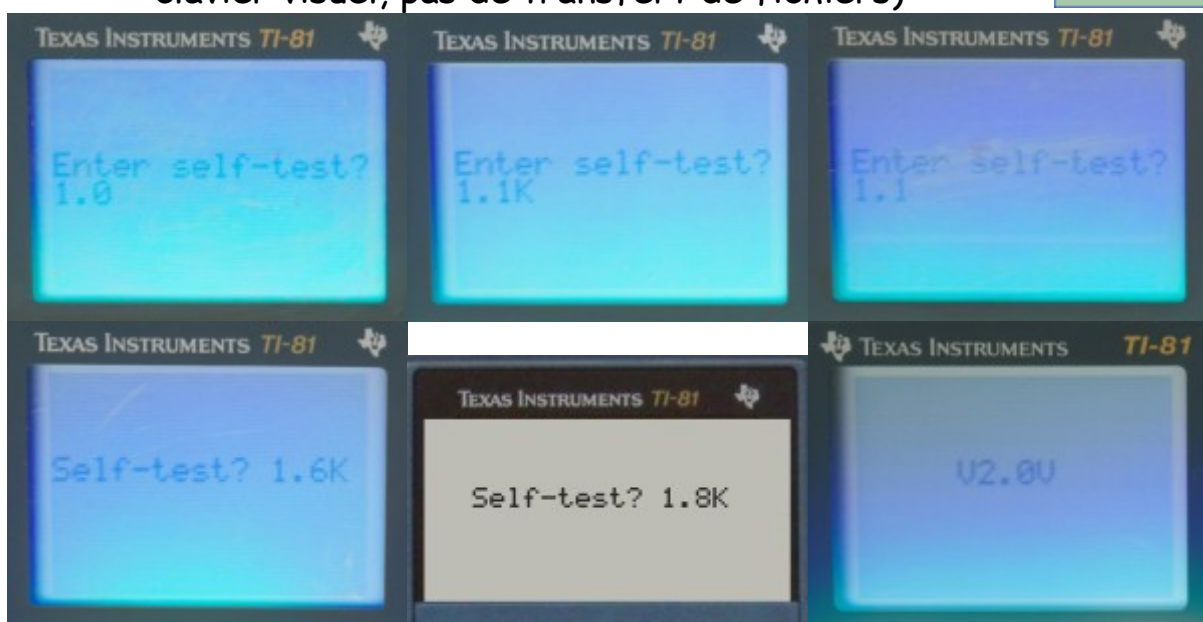 clavier visuel, pas de transfert de fichiers)
TEXAS INSTRUMENTS TI-81
Enter self-test?
1.0
TEXAS INSTRUMENTS TI-81
Enter self-test?
1.1K
TEXAS INSTRUMENTS TI-81
Enter self-test?
1.1
TEXAS INSTRUMENTS TI-81
Self-test? 1.6K
TEXAS INSTRUMENTS TI-81
Self-test? 1.8K
TEXAS INSTRUMENTS TI-81
V2.0V